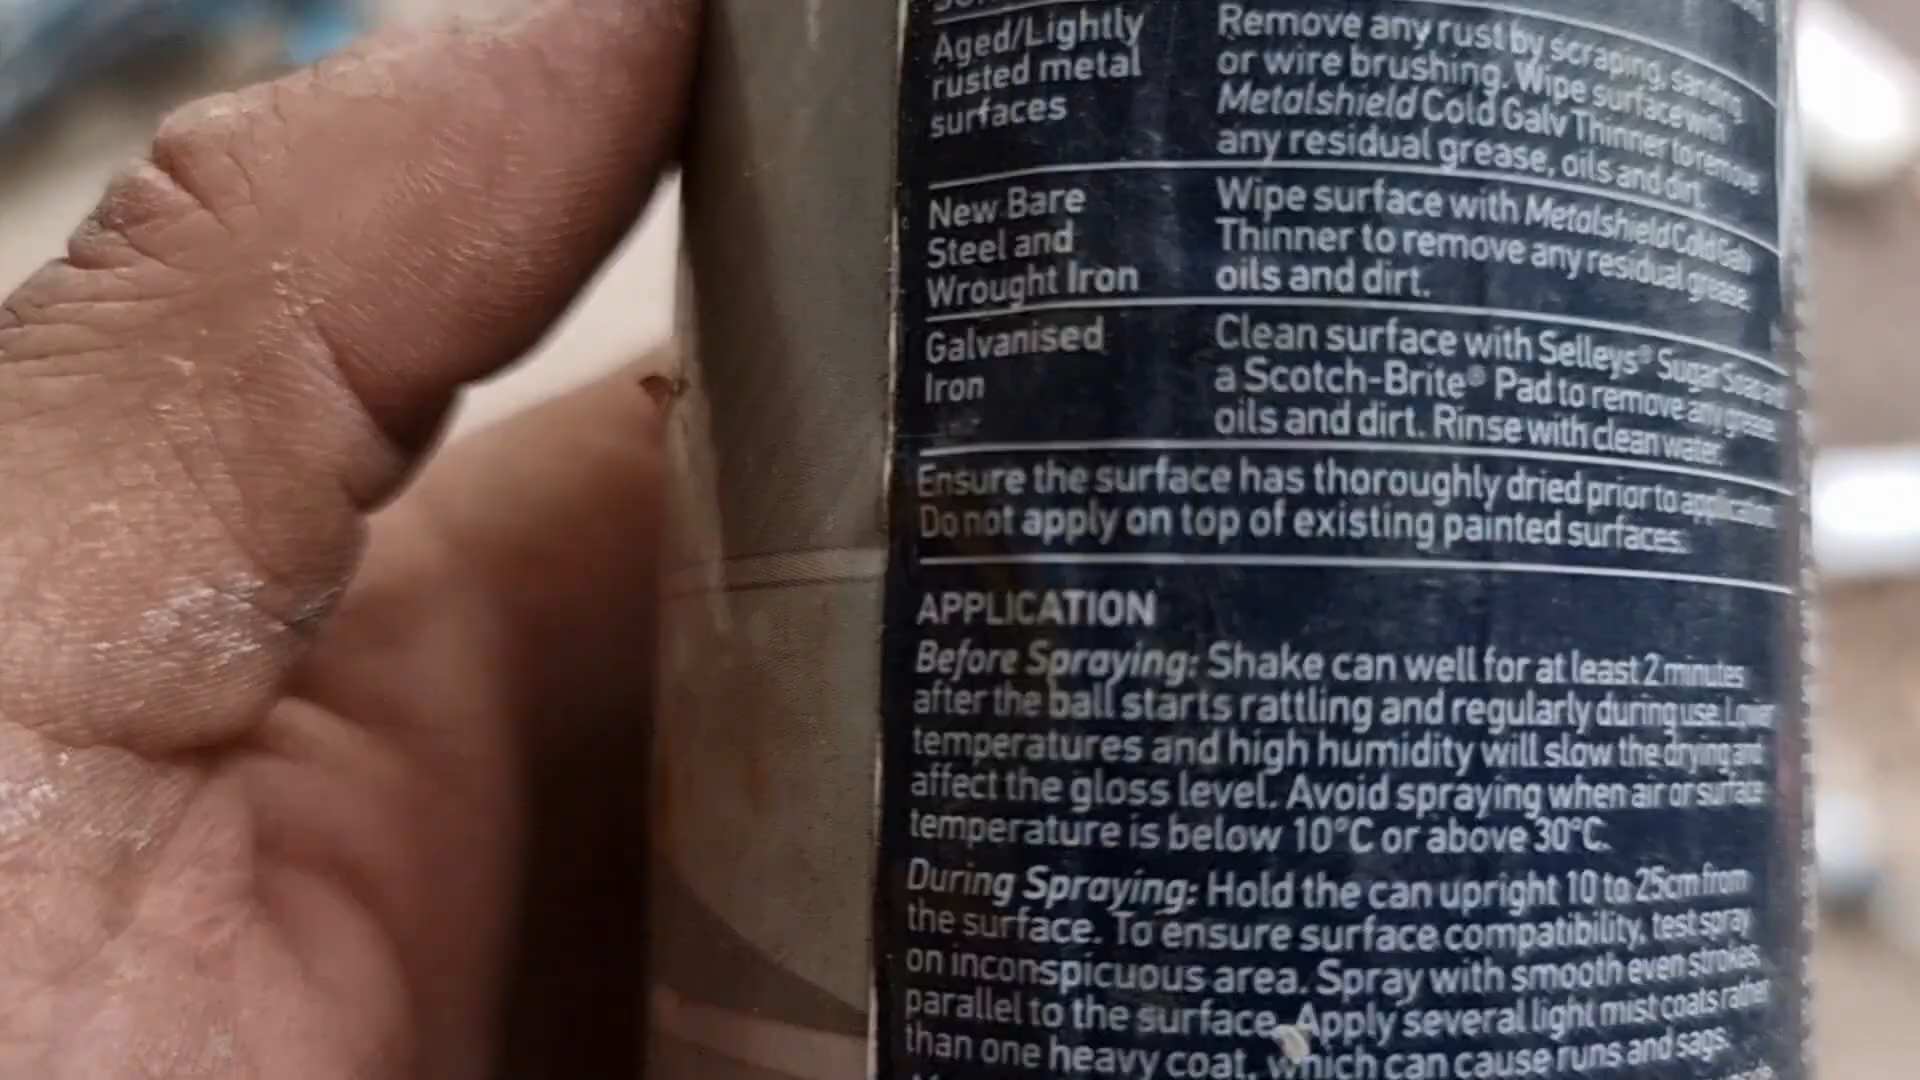 Aged/Lightly
rusted metal
surfaces
Remove any rust by scraping, sanding
or wire brushing. Wipe surface with
Metalshield Cold Galv Thinner to remove
any residual grease, oils and dirt.
New Bare
Steel and
Wrought Iron
Wipe surface with Metalshield Cold Galv
Thinner to remove any residual grease,
oils and dirt.
Galvanised
Iron
Clean surface with Selleys® Sugar Soap and
a Scotch-Brite® Pad to remove any grease,
oils and dirt. Rinse with clean water.
Ensure the surface has thoroughly dried prior to application.
Do not apply on top of existing painted surfaces.
APPLICATION
Before Spraying: Shake can well for at least 2 minutes
after the ball starts rattling and regularly during use. Lower
temperatures and high humidity will slow the drying and
affect the gloss level. Avoid spraying when air or surface
temperature is below 10°C or above 30°C.
During Spraying: Hold the can upright 10 to 25cm from
the surface. To ensure surface compatibility, test spray
on inconspicuous area. Spray with smooth even strokes,
parallel to the surface. Apply several light mist coats rather
than one heavy coat, which can cause runs and sags.